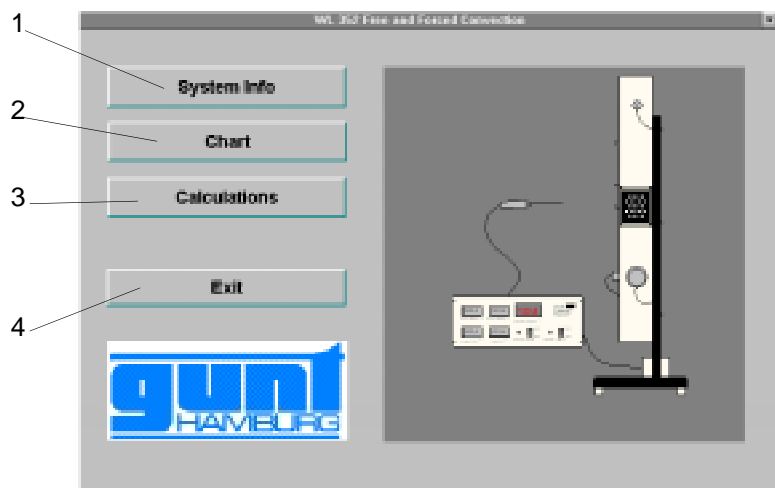 WL 352 Free and Forced Convection
1
System Info
2
Chart
3
Calculations
Exit
4
gunt
HAMBURG